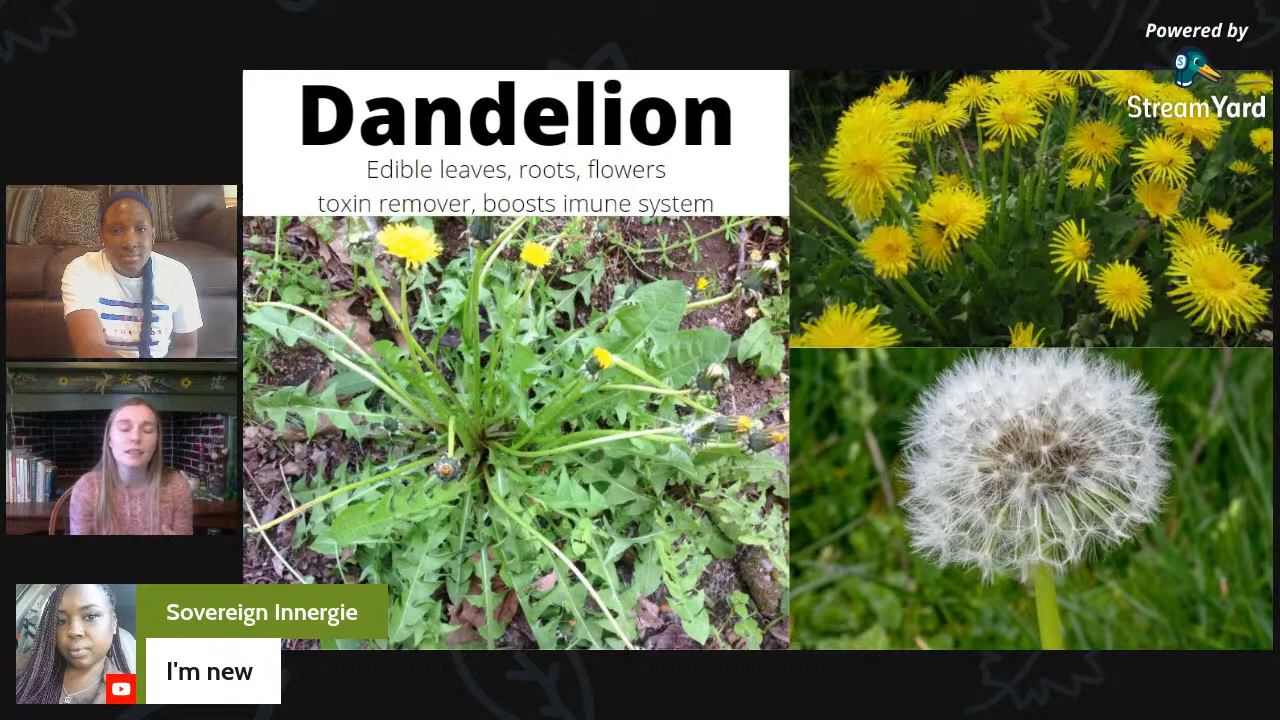 Powered by
StreamYard
Dandelion
Edible leaves, roots, flowers
toxin remover, boosts imune system
Sovereign Innergie
I'm new